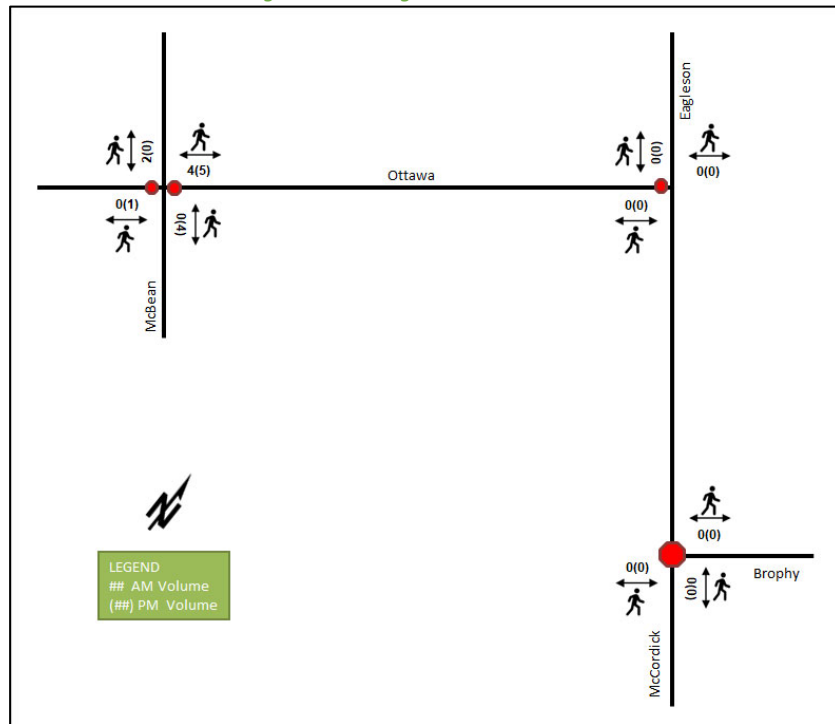 Eagleson
2(0)
4(5)
0(0)
0(0)
Ottawa
0(1)
0(4)
0(0)
McBean
N
LEGEND
## AM Volume
(##) PM Volume
0(0)
0(0)
0(0)
Brophy
McCordick